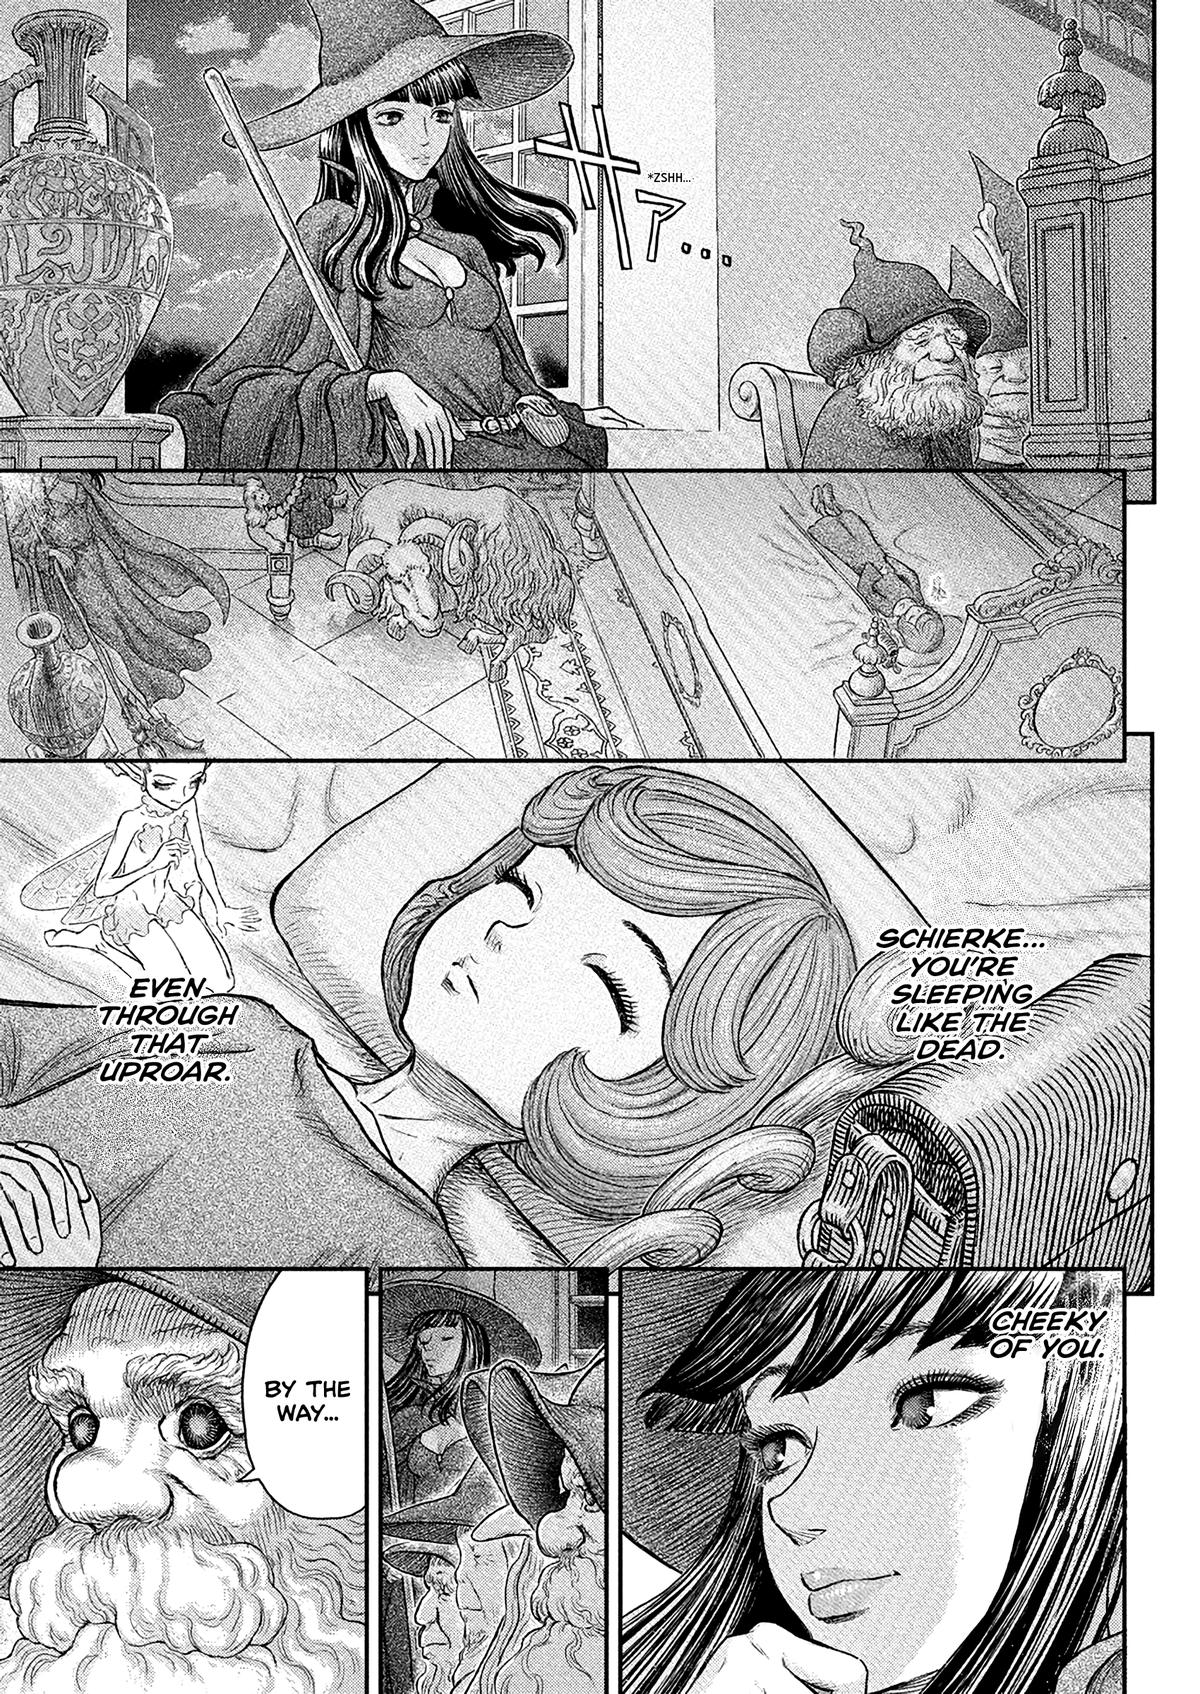 ザァ...
*ZSHH...
SCHIERKE...
YOU'RE
SLEEPING
LIKE THE
DEAD.
EVEN
THROUGH
THAT
UPROAR.
CHEEKY
OF YOU.
BY THE
WAY...